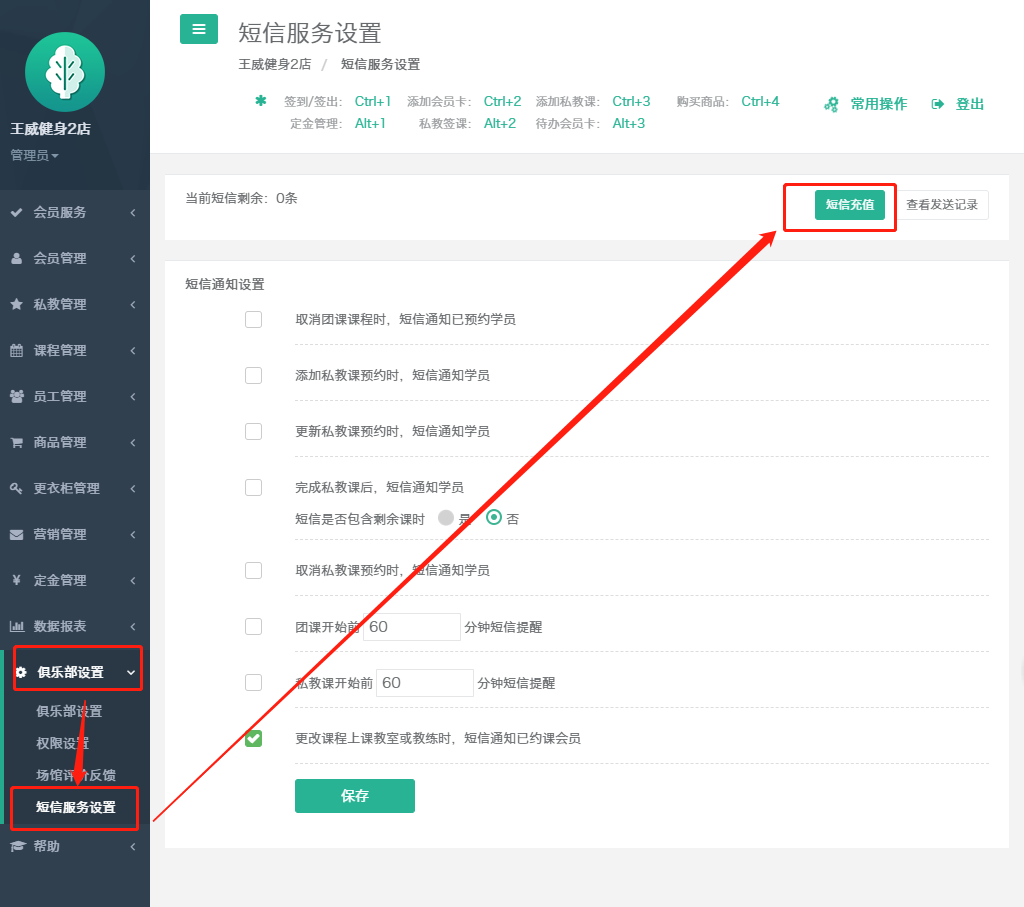 王威健身2店
管理员
会员服务
会员管理
私教管理
课程管理
员工管理
商品管理
更衣柜管理
营销管理
定金管理
数据报表
俱乐部设置
俱乐部设置
权限设置
场馆评价反馈
短信服务设置
帮助
短信服务设置
王威健身2店 / 短信服务设置
签到/签出: Ctrl+1 添加会员卡: Ctrl+2 添加私教课: Ctrl+3 购买商品: Ctrl+4
定金管理: Alt+1 私教签课: Alt+2 待办会员卡: Alt+3
常用操作 登出
当前短信剩余: 0条 短信充值 查看发送记录
短信通知设置
取消团课课程时，短信通知已预约学员
添加私教课预约时，短信通知学员
更新私教课预约时，短信通知学员
完成私教课后，短信通知学员
短信是否包含剩余课时 是 否
取消私教课预约时，短信通知学员
团课开始前 60 分钟短信提醒
私教课开始前 60 分钟短信提醒
更改课程上课教室或教练时，短信通知已约课会员
保存